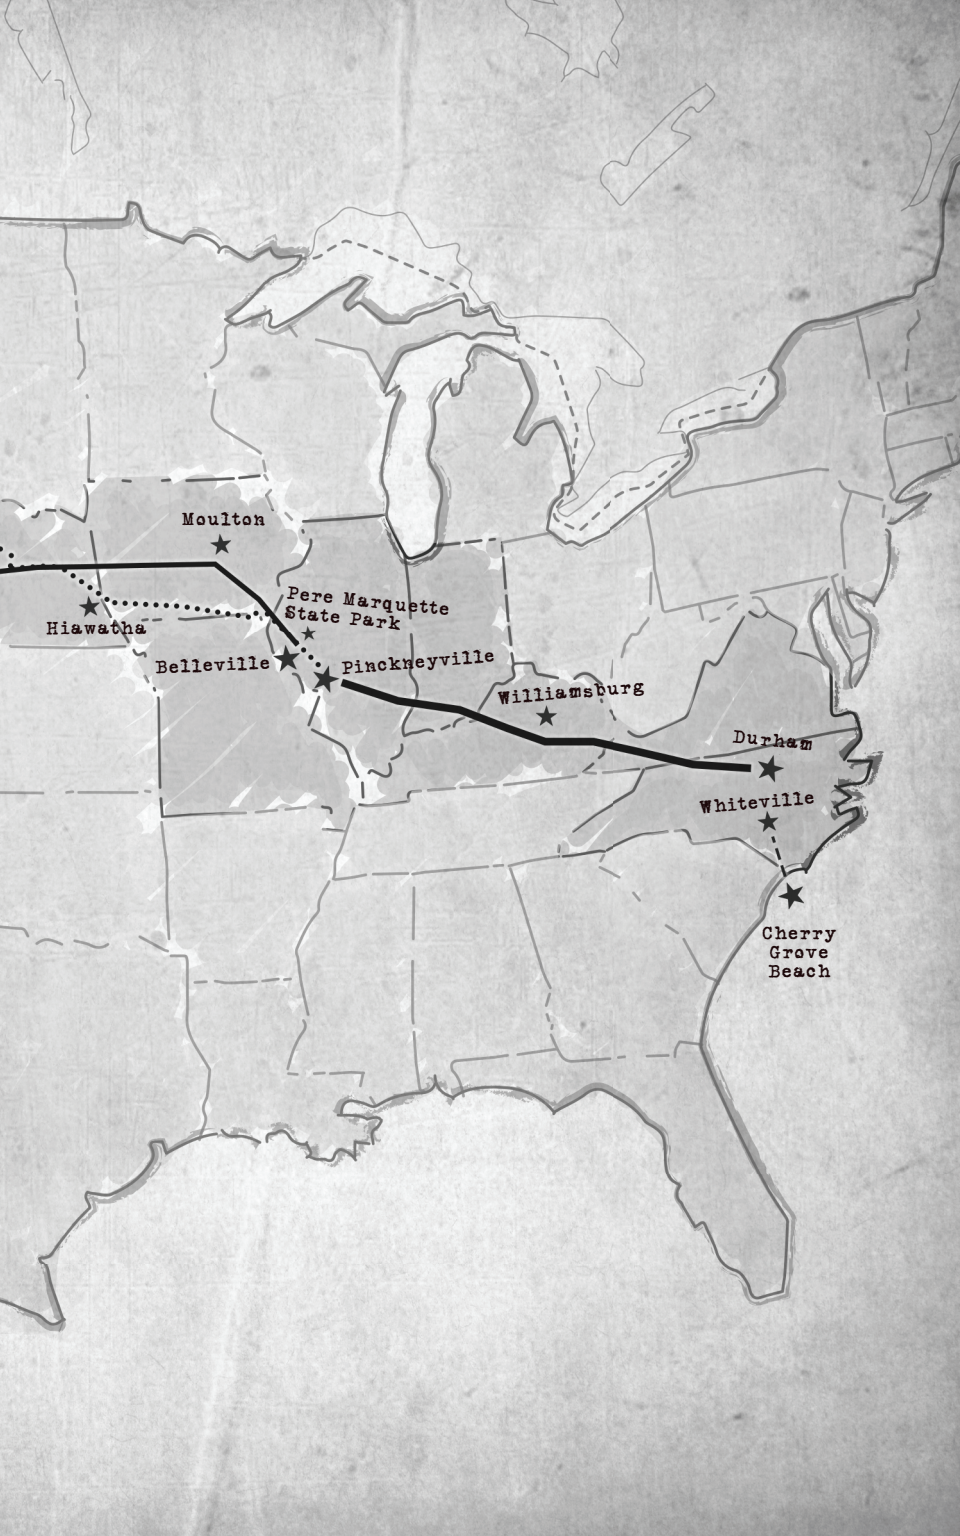 Moulton
Pere Marquette
State Park
Hiawatha
Belleville
Pinckneyville
Williamsburg
Durham
Whiteville
Cherry
Grove
Beach